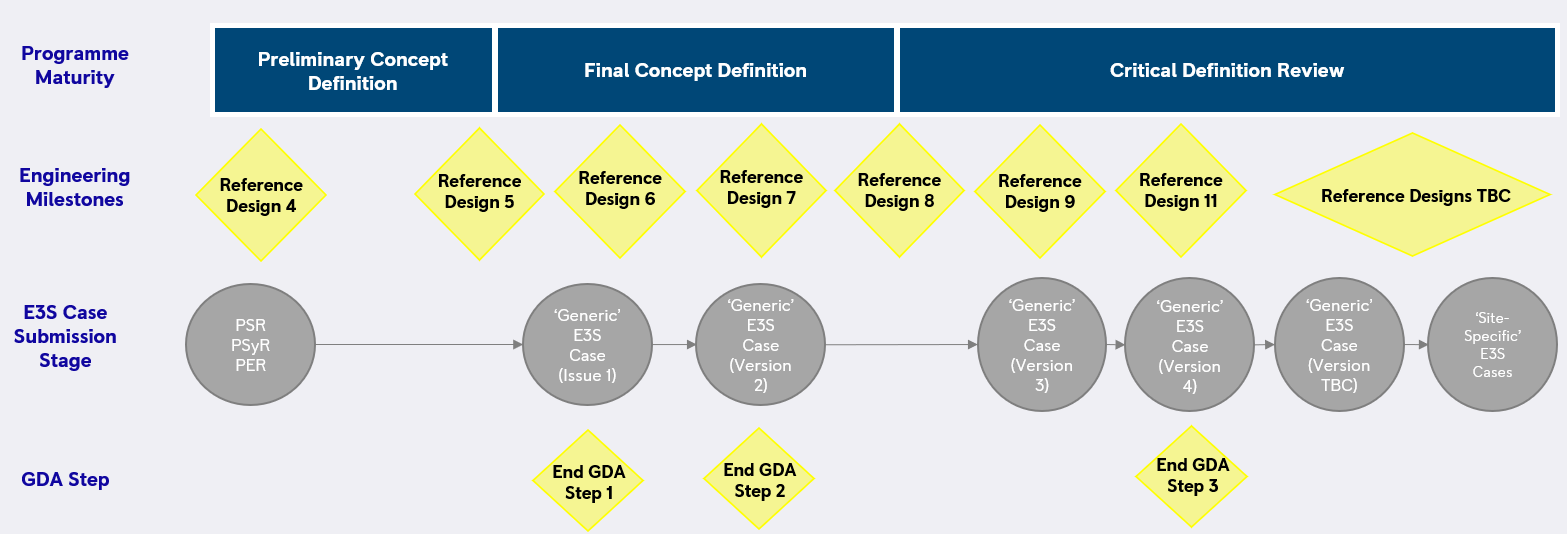 Programme
Maturity
Preliminary Concept
Definition
Final Concept Definition
Critical Definition Review
Engineering
Milestones
Reference
Design 4
Reference
Design 5
Reference
Design 6
Reference
Design 7
Reference
Design 8
Reference
Design 9
Reference
Design 11
Reference Designs TBC
E3S Case
Submission
Stage
PSR
PSyR
PER
‘Generic’
E3S
Case
(Issue 1)
‘Generic’
E3S
Case
(Version
2)
‘Generic’
E3S
Case
(Version
3)
‘Generic’
E3S
Case
(Version
4)
‘Generic’
E3S
Case
(Version
TBC)
‘Site-
Specific’
E3S
Cases
GDA Step
End GDA
Step 1
End GDA
Step 2
End GDA
Step 3